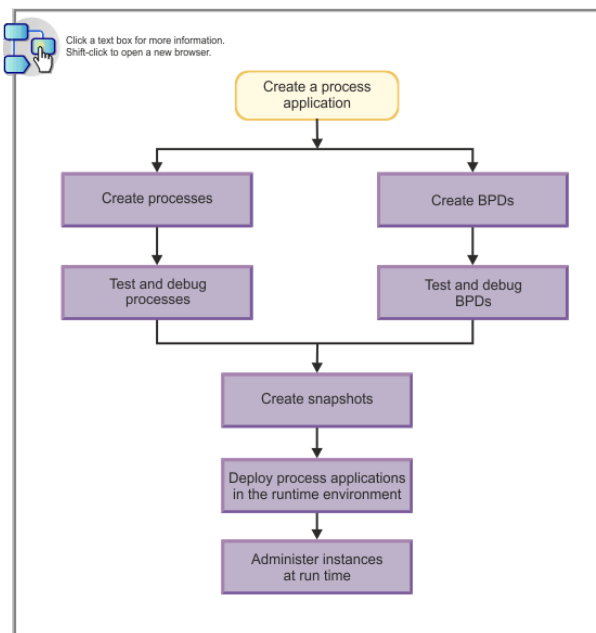 Click a text box for more information.
Shift-click to open a new browser.
Create a process
application
Create processes
Create BPDs
Test and debug
processes
Test and debug
BPDs
Create snapshots
Deploy process applications
in the runtime environment
Administer instances
at run time